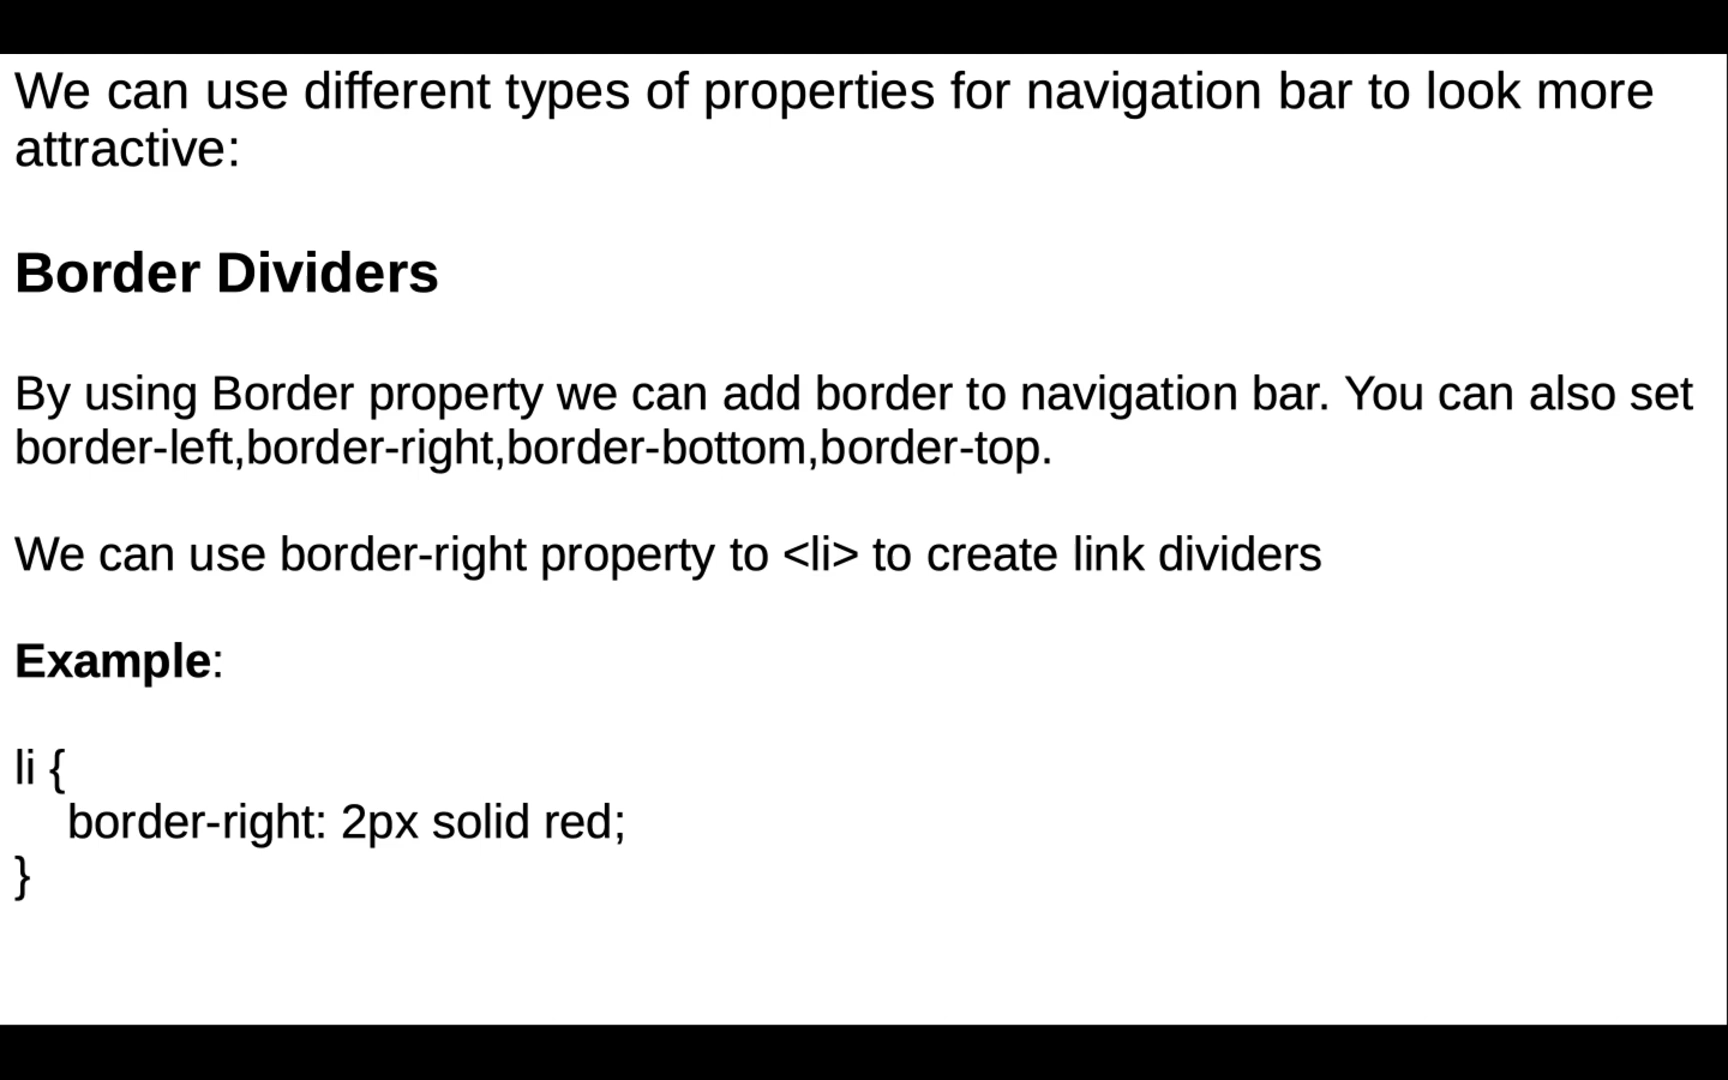 We can use different types of properties for navigation bar to look more
attractive:
Border Dividers
By using Border property we can add border to navigation bar. You can also set
border-left,border-right,border-bottom,border-top.
We can use border-right property to <li> to create link dividers
Example:
li {
border-right: 2px solid red;
}